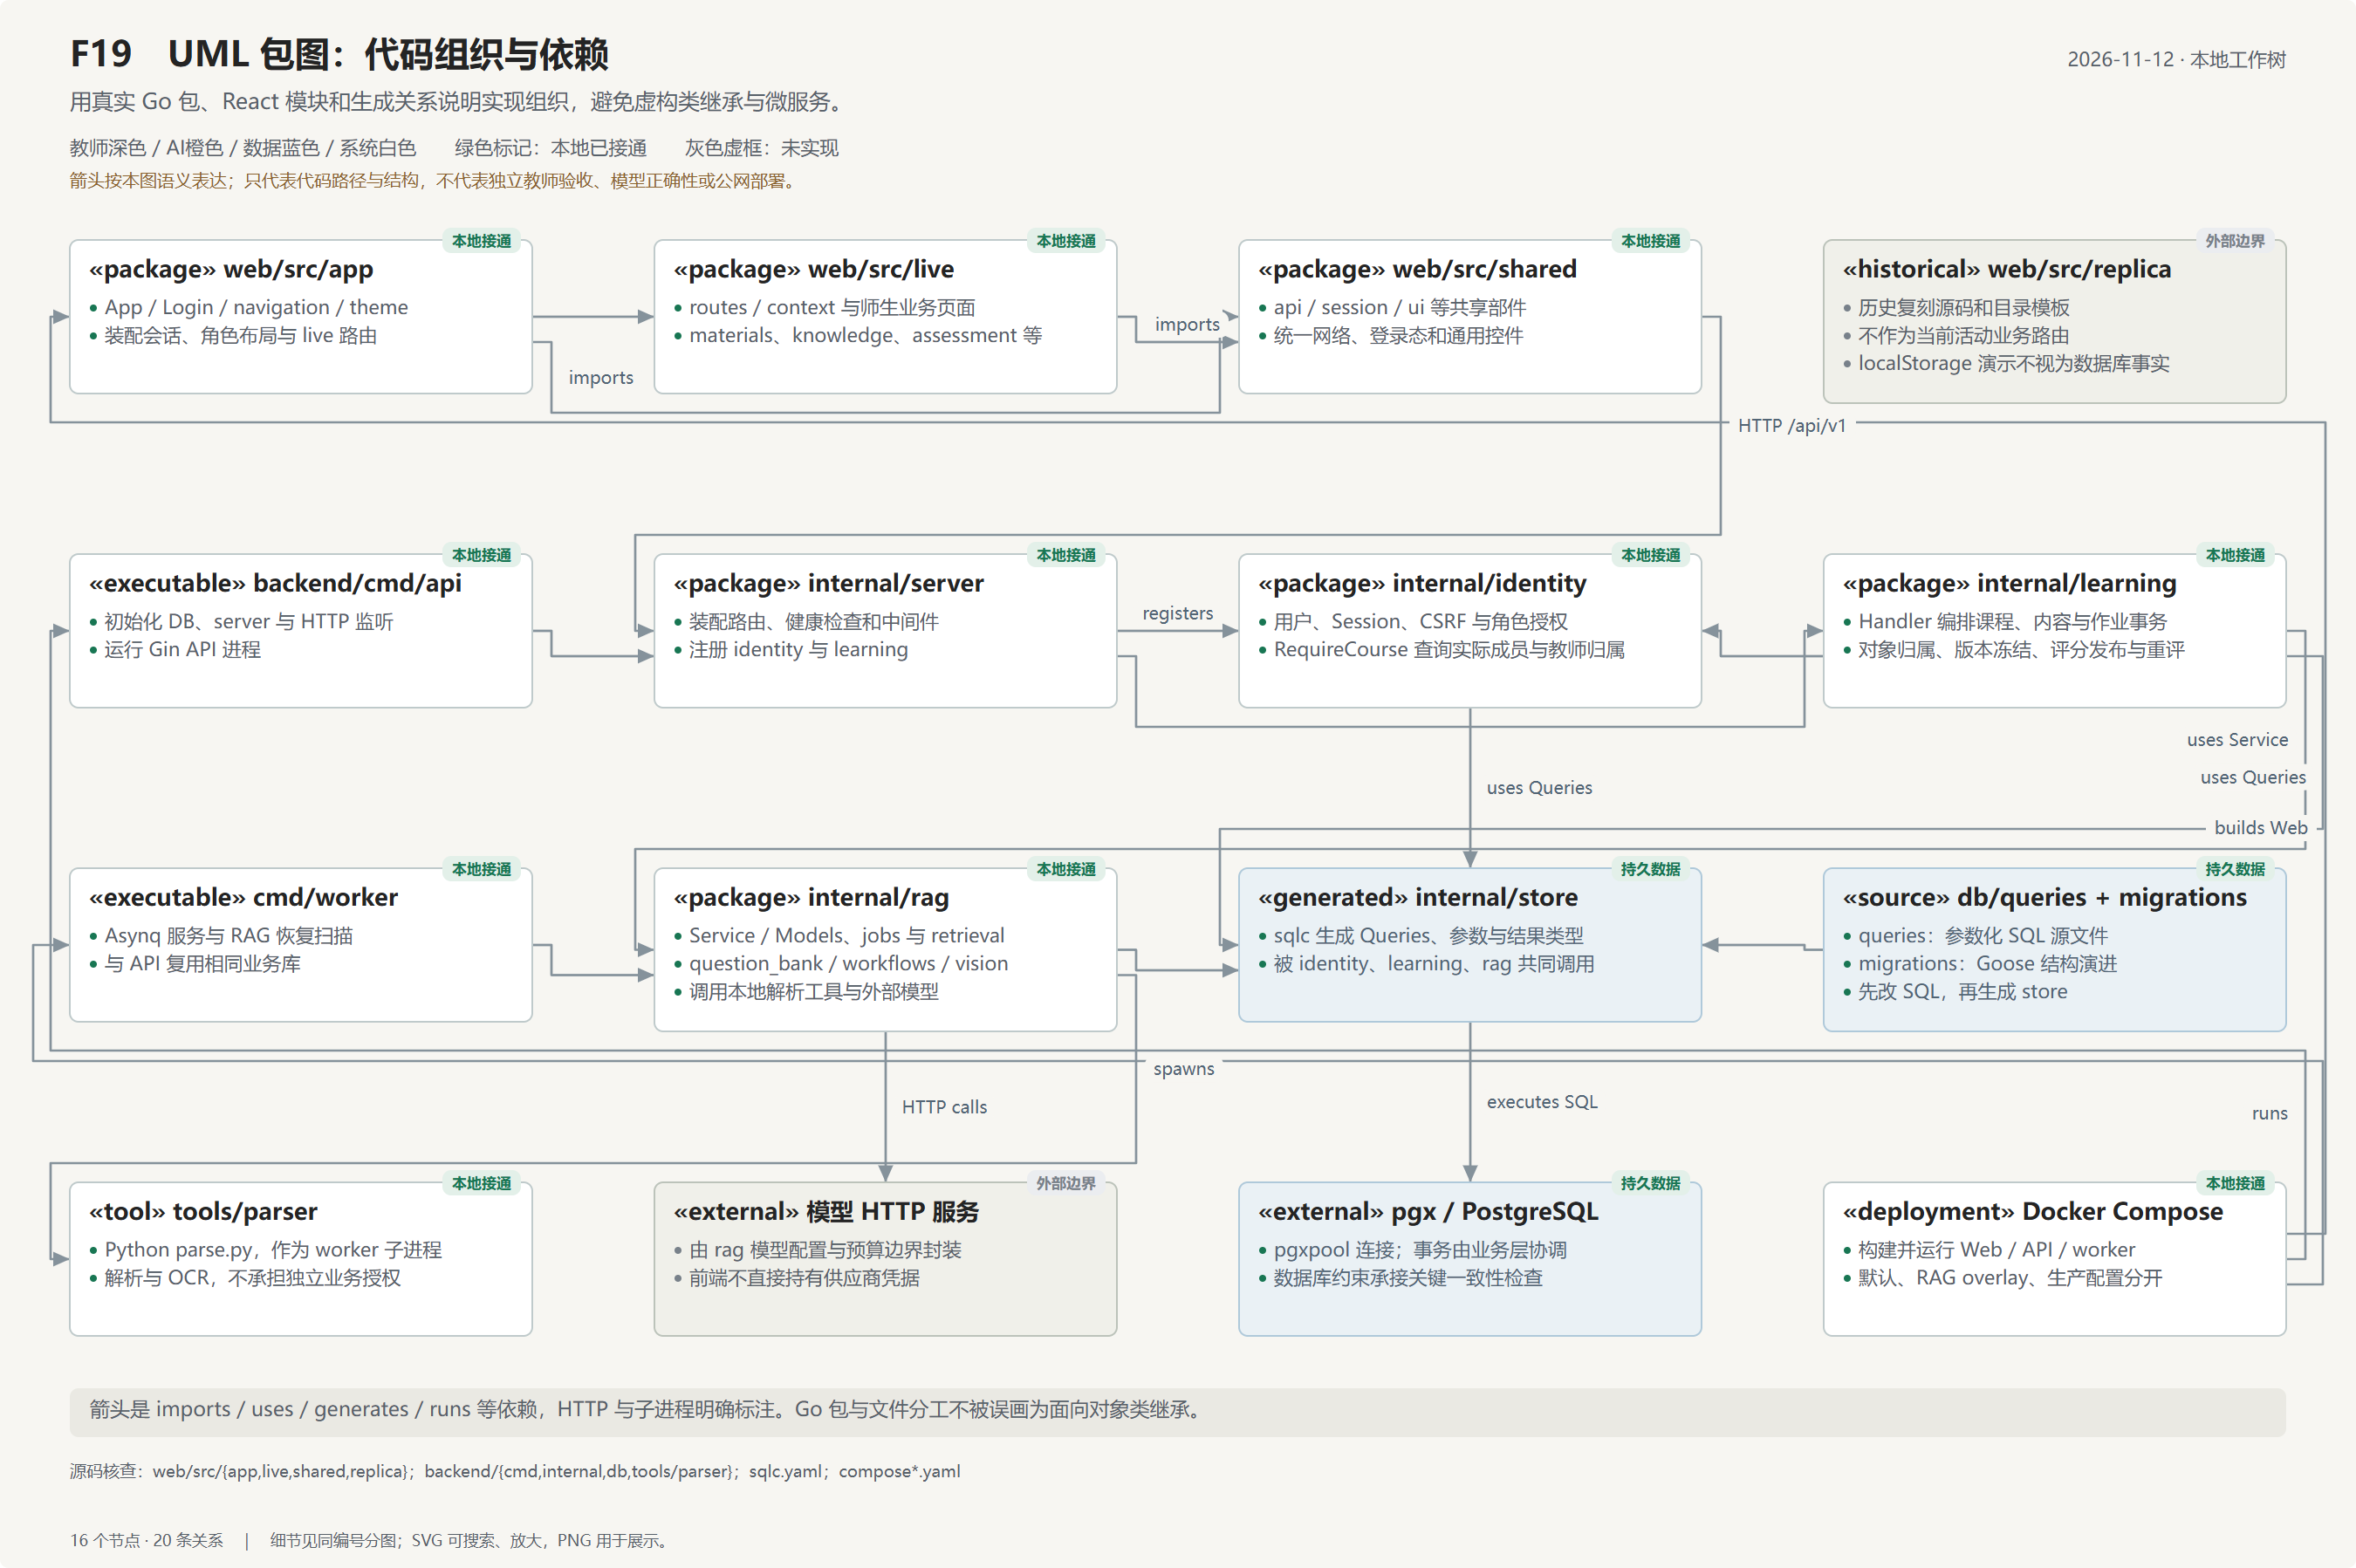 F19 UML 包图：代码组织与依赖
2026-11-12 · 本地工作树
用真实 Go 包、React 模块和生成关系说明实现组织，避免虚构类继承与微服务。
教师深色 / AI橙色 / 数据蓝色 / 系统白色 绿色标记：本地已接通 灰色虚框：未实现
箭头按本图语义表达；只代表代码路径与结构，不代表独立教师验收、模型正确性或公网部署。
本地接通
«package» web/src/app
• App / Login / navigation / theme
• 装配会话、角色布局与 live 路由
imports
本地接通
«package» web/src/live
• routes / context 与师生业务页面
• materials、knowledge、assessment 等
imports
本地接通
«package» web/src/shared
• api / session / ui 等共享部件
• 统一网络、登录态和通用控件
外部边界
«historical» web/src/replica
• 历史复刻源码和目录模板
• 不作为当前活动业务路由
• localStorage 演示不视为数据库事实
HTTP /api/v1
本地接通
«executable» backend/cmd/api
• 初始化 DB、server 与 HTTP 监听
• 运行 Gin API 进程
本地接通
«package» internal/server
• 装配路由、健康检查和中间件
• 注册 identity 与 learning
registers
本地接通
«package» internal/identity
• 用户、Session、CSRF 与角色授权
• RequireCourse 查询实际成员与教师归属
本地接通
«package» internal/learning
• Handler 编排课程、内容与作业事务
• 对象归属、版本冻结、评分发布与重评
uses Service
uses Queries
uses Queries
builds Web
本地接通
«executable» cmd/worker
• Asynq 服务与 RAG 恢复扫描
• 与 API 复用相同业务库
本地接通
«package» internal/rag
• Service / Models、jobs 与 retrieval
• question_bank / workflows / vision
• 调用本地解析工具与外部模型
持久数据
«generated» internal/store
• sqlc 生成 Queries、参数与结果类型
• 被 identity、learning、rag 共同调用
持久数据
«source» db/queries + migrations
• queries：参数化 SQL 源文件
• migrations：Goose 结构演进
• 先改 SQL，再生成 store
spawns
HTTP calls
executes SQL
runs
本地接通
«tool» tools/parser
• Python parse.py，作为 worker 子进程
• 解析与 OCR，不承担独立业务授权
外部边界
«external» 模型 HTTP 服务
• 由 rag 模型配置与预算边界封装
• 前端不直接持有供应商凭据
持久数据
«external» pgx / PostgreSQL
• pgxpool 连接；事务由业务层协调
• 数据库约束承接关键一致性检查
本地接通
«deployment» Docker Compose
• 构建并运行 Web / API / worker
• 默认、RAG overlay、生产配置分开
箭头是 imports / uses / generates / runs 等依赖，HTTP 与子进程明确标注。Go 包与文件分工不被误画为面向对象类继承。
源码核查：web/src/{app,live,shared,replica}；backend/{cmd,internal,db,tools/parser}；sqlc.yaml；compose*.yaml
16 个节点 · 20 条关系 | 细节见同编号分图；SVG 可搜索、放大，PNG 用于展示。